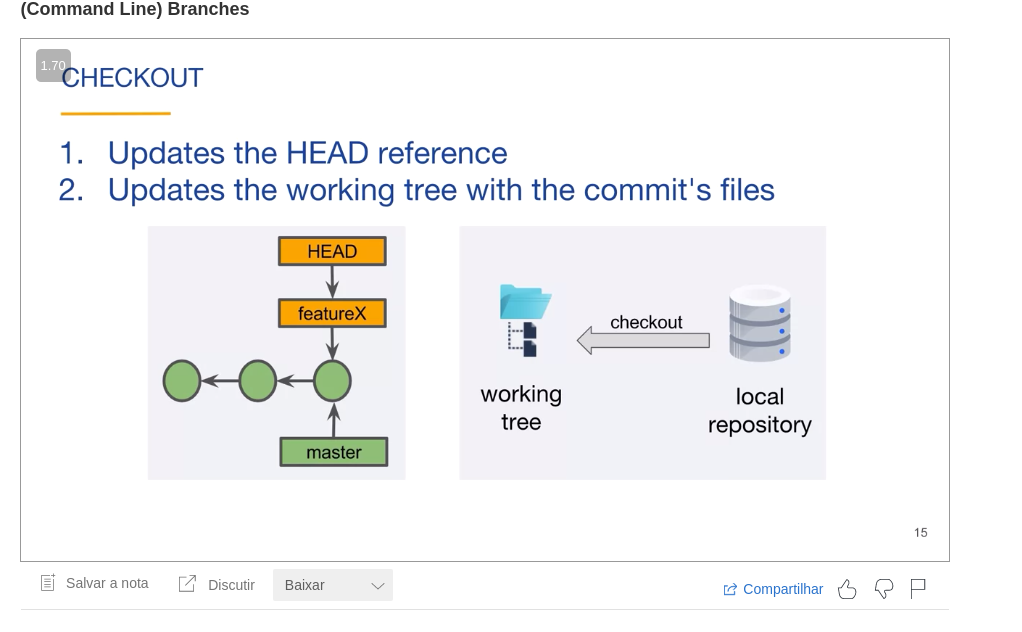 (Command Line) Branches
1.70
CHECKOUT
1. Updates the HEAD reference
2. Updates the working tree with the commit's files
HEAD
featureX
master
checkout
working
tree
local
repository
15
Salvar a nota
Discutir
Baixar
Compartilhar